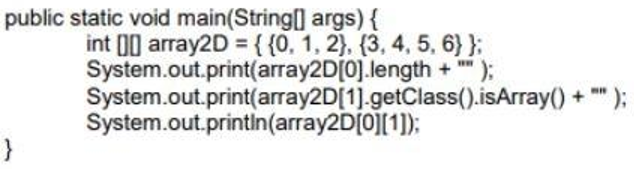 public static void main(String[] args) {
int [][] array2D = { {0, 1, 2}, {3, 4, 5, 6} };
System.out.print(array2D[0].length + "" );
System.out.print(array2D[1].getClass().isArray() + "" );
System.out.println(array2D[0][1]);
}